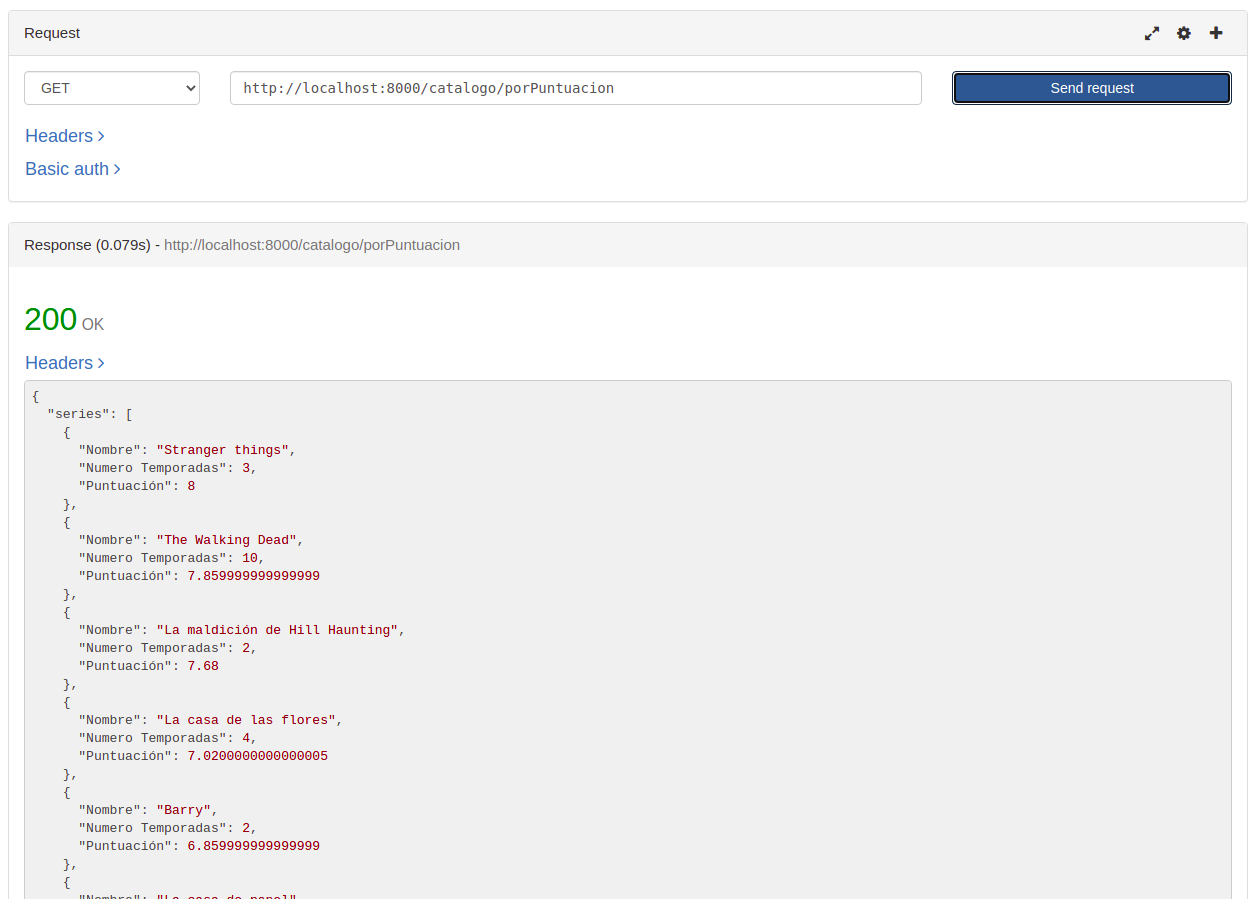 Request
GET
http://localhost:8000/catalogo/porPuntuacion
Send request
Headers
Basic auth
Response (0.079s) - http://localhost:8000/catalogo/porPuntuacion
200 OK
Headers
{
"series": [
{
"Nombre": "Stranger things",
"Numero Temporadas": 3,
"Puntuación": 8
},
{
"Nombre": "The Walking Dead",
"Numero Temporadas": 10,
"Puntuación": 7.859999999999999
},
{
"Nombre": "La maldición de Hill Haunting",
"Numero Temporadas": 2,
"Puntuación": 7.68
},
{
"Nombre": "La casa de las flores",
"Numero Temporadas": 4,
"Puntuación": 7.0200000000000005
},
{
"Nombre": "Barry",
"Numero Temporadas": 2,
"Puntuación": 6.859999999999999
},
{
"Nombre": "La casa de papel"